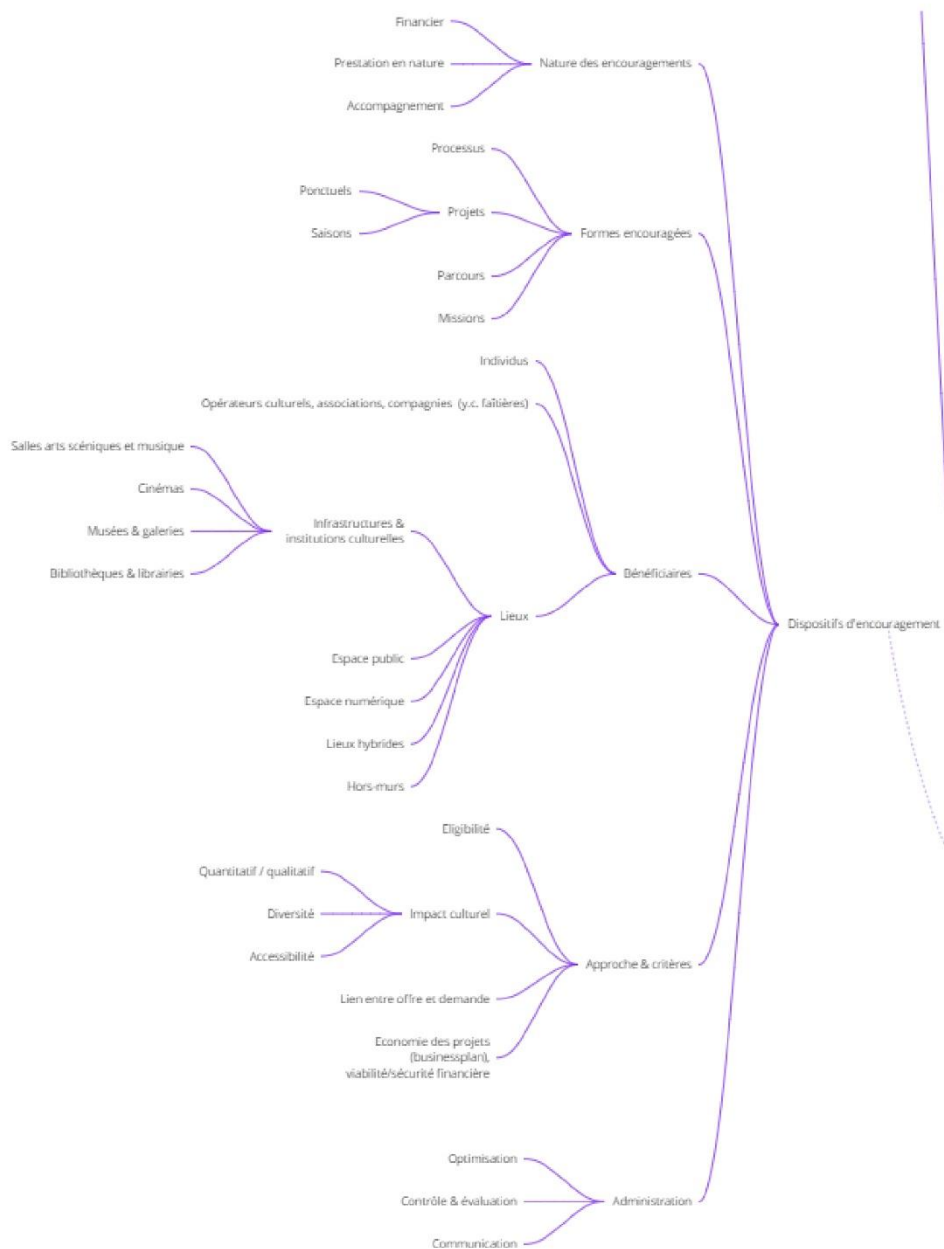 Financier
Prestation en nature
Nature des encouragements
Accompagnement
Processus
Ponctuels
Projets
Saisons
Formes encouragées
Parcours
Missions
Individus
Opérateurs culturels, associations, compagnies (y.c. faîtières)
Salles arts scéniques et musique
Cinémas
Infrastructures &
institutions culturelles
Musées & galeries
Bibliothèques & librairies
Bénéficiaires
Lieux
Dispositifs d'encouragement
Espace public
Espace numérique
Lieux hybrides
Hors-murs
Eligibilité
Quantitatif / qualitatif
Diversité
Impact culturel
Accessibilité
Approche & critères
Lien entre offre et demande
Economie des projets
(businessplan),
viabilité/sécurité financière
Optimisation
Contrôle & évaluation
Administration
Communication